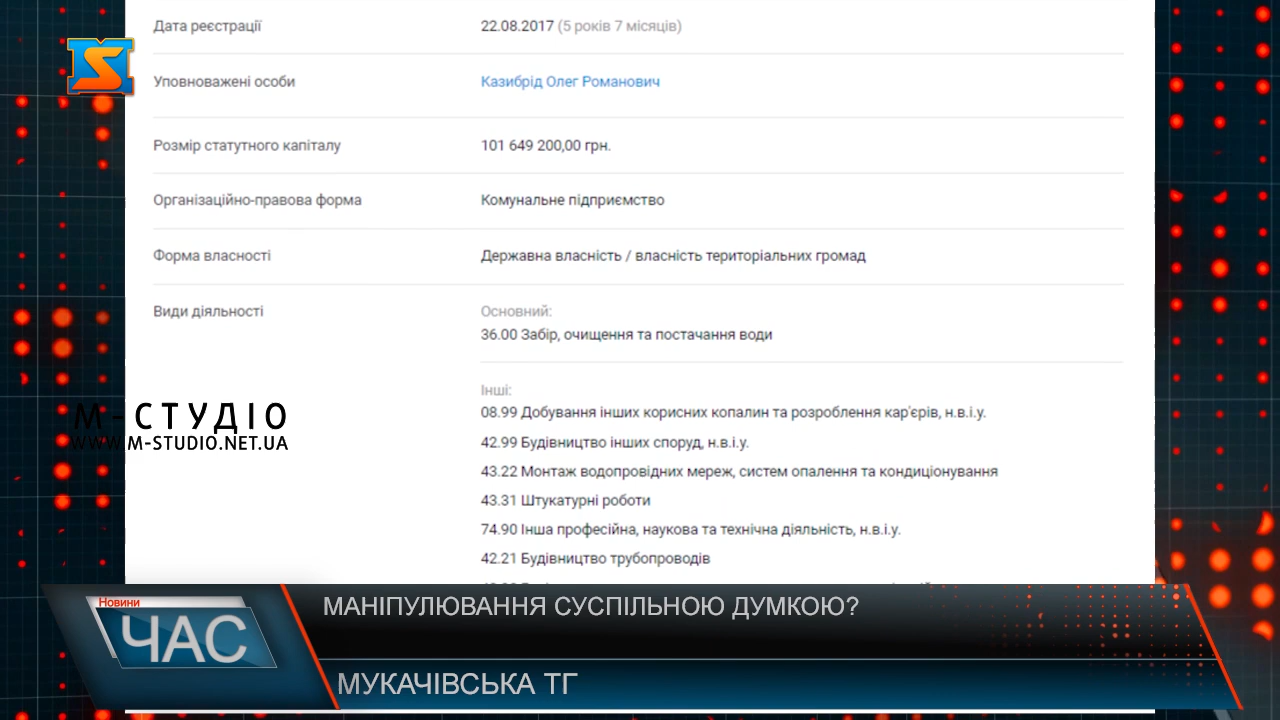 Дата реєстрації 22.08.2017 (5 років 7 місяців)
Уповноважені особи Казибрід Олег Романович
Розмір статутного капіталу 101 649 200,00 грн.
Організаційно-правова форма Комунальне підприємство
Форма власності Державна власність / власність територіальних громад
Види діяльності Основний:
36.00 Забір, очищення та постачання води
Інші:
08.99 Добування інших корисних копалин та розроблення кар'єрів, н.в.і.у.
42.99 Будівництво інших споруд, н.в.і.у.
43.22 Монтаж водопровідних мереж, систем опалення та кондиціонування
43.31 Штукатурні роботи
74.90 Інша професійна, наукова та технічна діяльність, н.в.і.у.
42.21 Будівництво трубопроводів
М-СТУДІО
WWW.M-STUDIO.NET.UA
Новини
ЧАС
МАНІПУЛЮВАННЯ СУСПІЛЬНОЮ ДУМКОЮ?
МУКАЧІВСЬКА ТГ